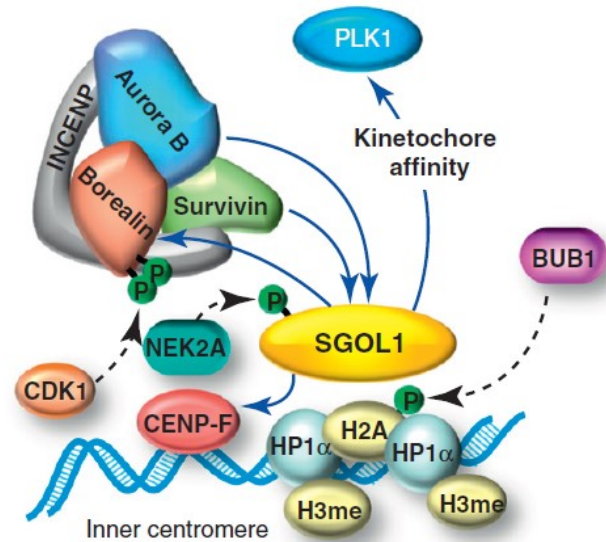 PLK1
INCENP
Aurora B
Kinetochore
affinity
Borealin
Survivin
BUB1
P
P
P
NEK2A
SGOL1
CDK1
P
CENP-F
H2A
HP1α
HP1α
H3me
H3me
Inner centromere